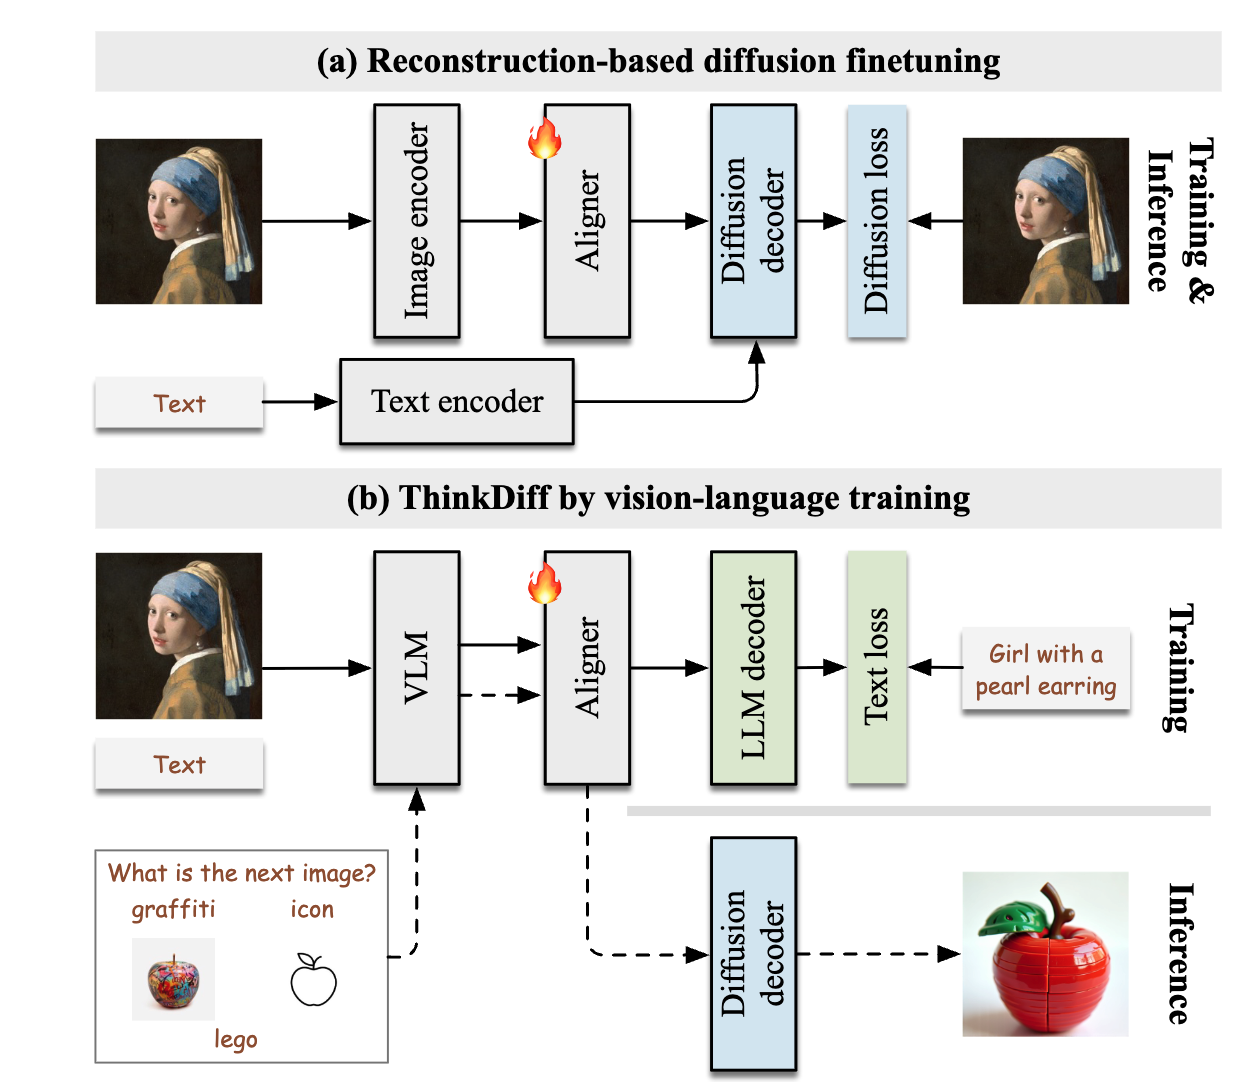 (a) Reconstruction-based diffusion finetuning
Image encoder
Aligner
Diffusion
decoder
Diffusion loss
Training &
Inference
Text
Text encoder
(b) ThinkDiff by vision-language training
VLM
Aligner
LLM decoder
Text loss
Girl with a
pearl earring
Training
Text
What is the next image?
graffiti icon
lego
Diffusion
decoder
Inference